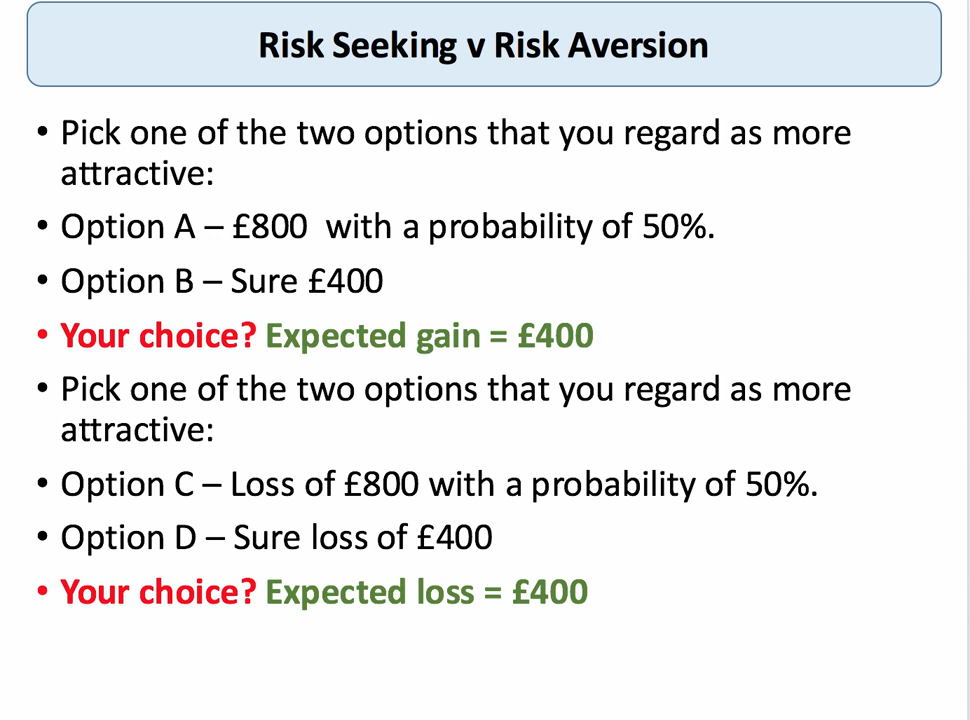 Risk Seeking v Risk Aversion
• Pick one of the two options that you regard as more
attractive:
• Option A – £800  with a probability of 50%.
• Option B – Sure £400
• Your choice? Expected gain = £400
• Pick one of the two options that you regard as more
attractive:
• Option C – Loss of £800 with a probability of 50%.
• Option D – Sure loss of £400
• Your choice? Expected loss = £400